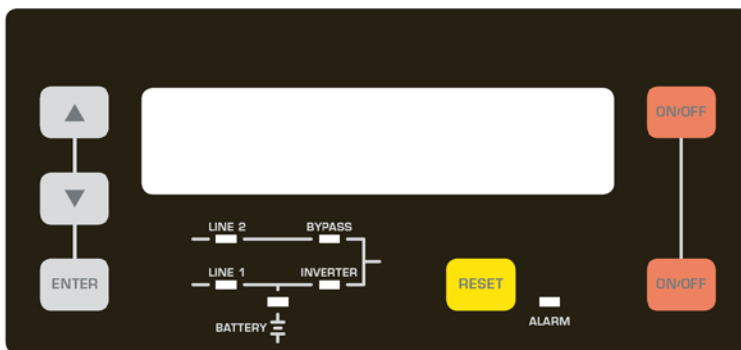 ON/OFF
LINE 2 BYPASS
ENTER LINE 1 INVERTER RESET ON/OFF
BATTERY ALARM